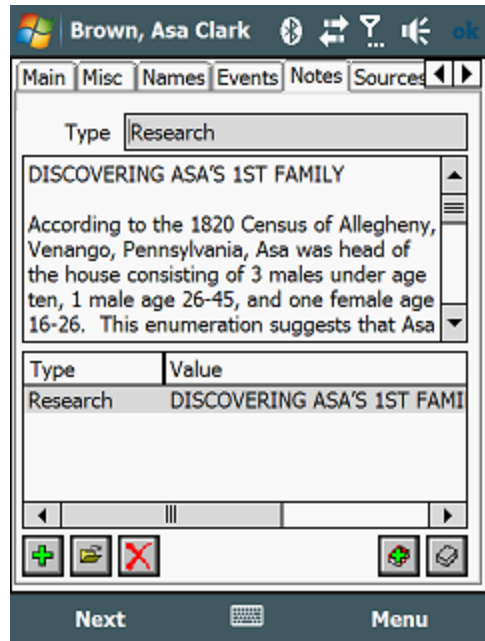 Brown, Asa Clark ok
Main Misc Names Events Notes Sources
Type Research
DISCOVERING ASA'S 1ST FAMILY
According to the 1820 Census of Allegheny,
Venango, Pennsylvania, Asa was head of
the house consisting of 3 males under age
ten, 1 male age 26-45, and one female age
16-26. This enumeration suggests that Asa
Type Value
Research DISCOVERING ASA'S 1ST FAMI
Next Menu